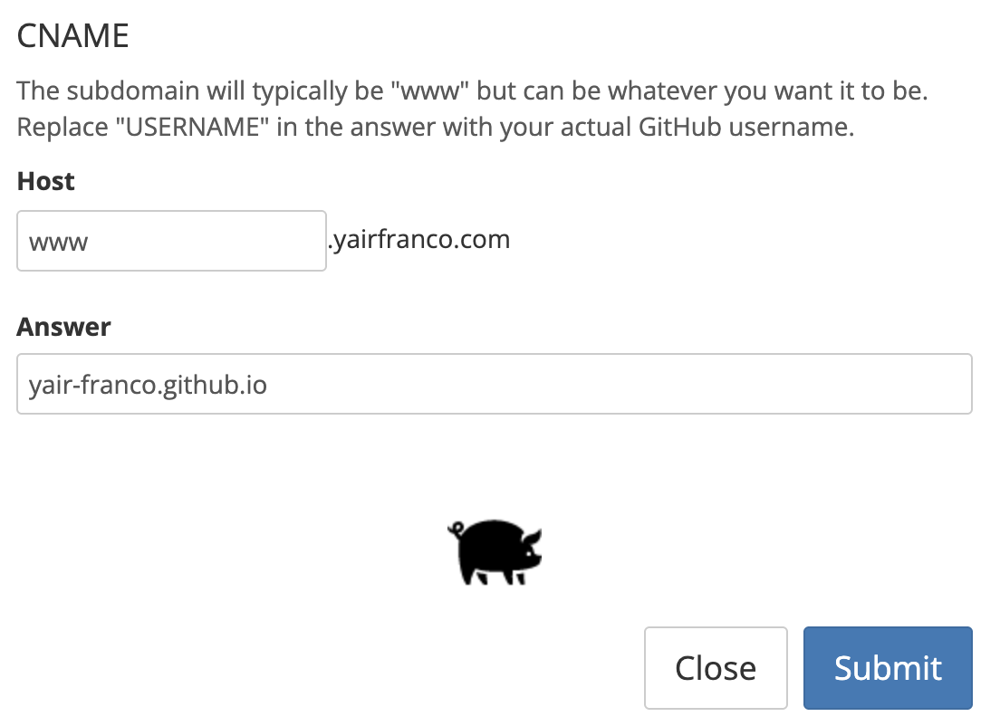 CNAME
The subdomain will typically be "www" but can be whatever you want it to be.
Replace "USERNAME" in the answer with your actual GitHub username.
Host
www .yairfranco.com
Answer
yair-franco.github.io
Close Submit